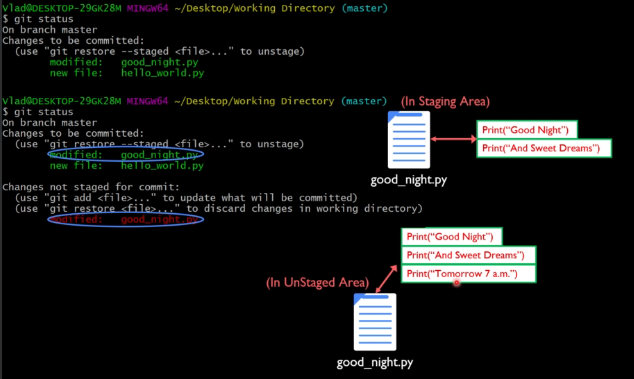 Vlad@DESKTOP-29GK28M MINGW64 ~/Desktop/Working Directory (master)
$ git status
On branch master
Changes to be committed:
  (use "git restore --staged <file>..." to unstage)
        modified:   good_night.py
        new file:   hello_world.py
Vlad@DESKTOP-29GK28M MINGW64 ~/Desktop/Working Directory (master)
$ git status
On branch master
Changes to be committed:
  (use "git restore --staged <file>..." to unstage)
        modified:   good_night.py
        new file:   hello_world.py
Changes not staged for commit:
  (use "git add <file>..." to update what will be committed)
  (use "git restore <file>..." to discard changes in working directory)
        modified:   good_night.py
(In Staging Area)
Print("Good Night")
Print("And Sweet Dreams")
good_night.py
(In UnStaged Area)
Print("Good Night")
Print("And Sweet Dreams")
Print("Tomorrow 7 a.m.")
good_night.py